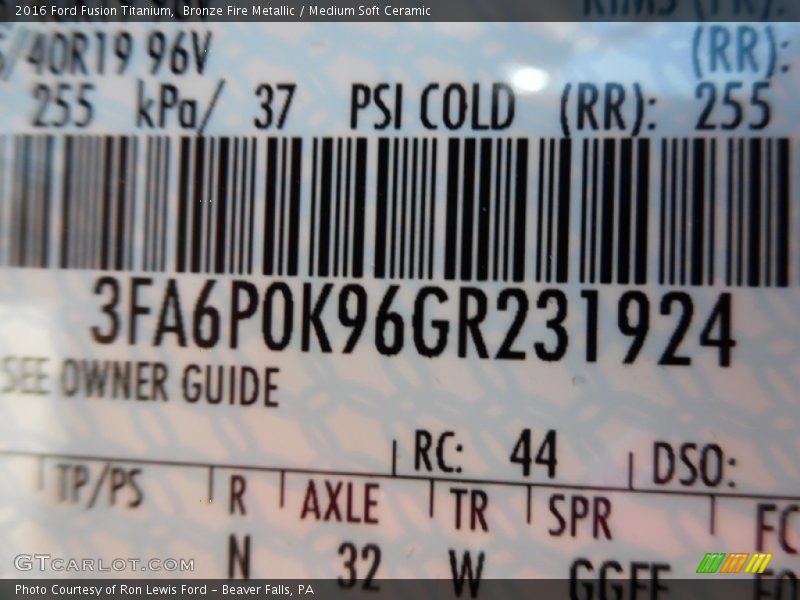 2016 Ford Fusion Titanium, Bronze Fire Metallic / Medium Soft Ceramic
/40R19 96V (RR):
255 kPa/ 37 PSI COLD (RR): 255
3FA6P0K96GR231924
SEE OWNER GUIDE
RC: 44 DSO:
TP/PS R AXLE TR SPR
N 32 W GGFF
GTCARLOT.COM
Photo Courtesy of Ron Lewis Ford – Beaver Falls, PA